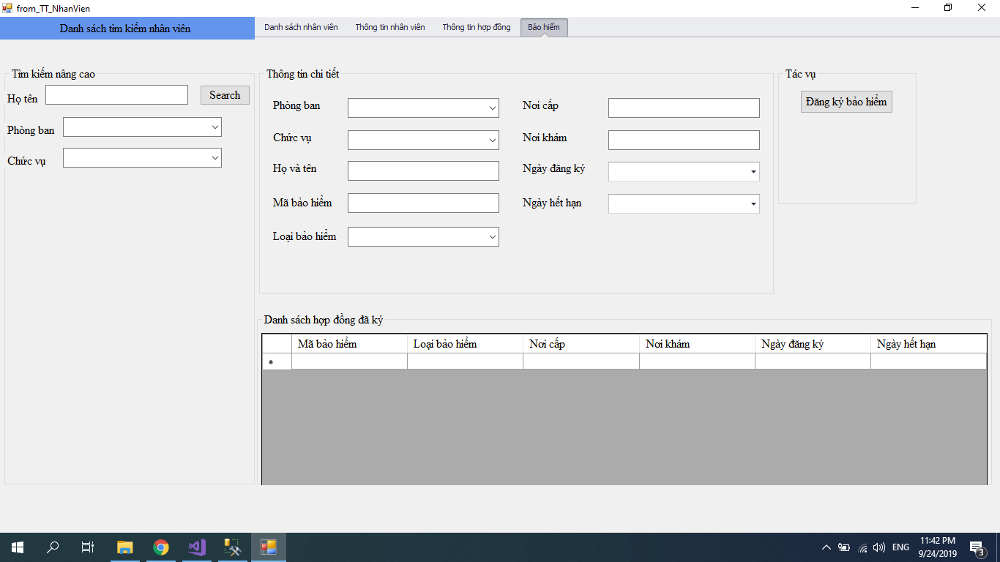 from_TT_NhanVien
Danh sách tìm kiếm nhân viên
Danh sách nhân viên
Thông tin nhân viên
Thông tin hợp đồng
Bảo hiểm
Tìm kiếm nâng cao
Họ tên
Search
Phòng ban
Chức vụ
Thông tin chi tiết
Phòng ban
Nơi cấp
Chức vụ
Nơi khám
Họ và tên
Ngày đăng ký
Mã bảo hiểm
Ngày hết hạn
Loại bảo hiểm
Tác vụ
Đăng ký bảo hiểm
Danh sách hợp đồng đã ký
Mã bảo hiểm Loại bảo hiểm Nơi cấp Nơi khám Ngày đăng ký Ngày hết hạn
ENG
11:42 PM
9/24/2019
3